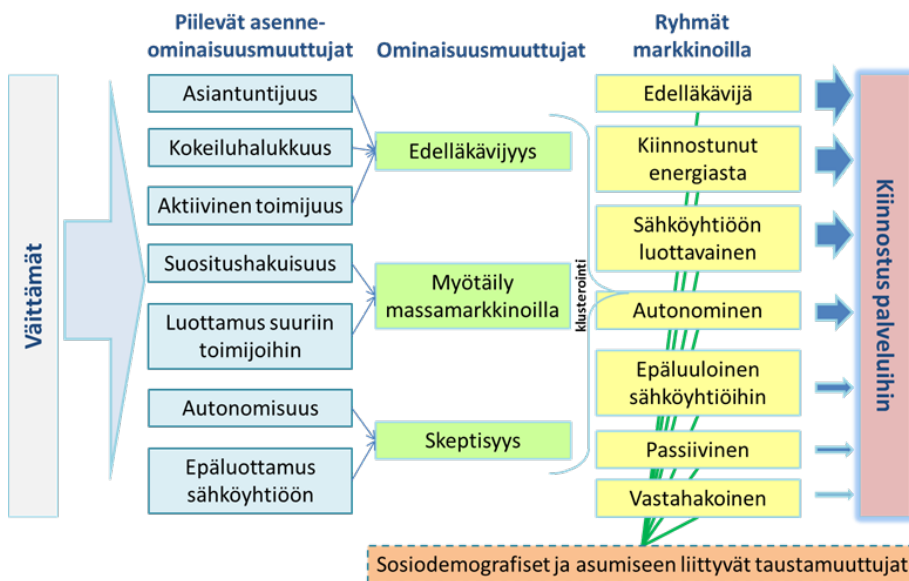 Piilevät asenne-
ominaisuusmuuttujat
Ominaisuusmuuttujat
Ryhmät
markkinoilla
Väittämät
Asiantuntijuus
Kokeiluhalukkuus
Aktiivinen toimijuus
Suositushakuisuus
Luottamus suuriin
toimijoihin
Autonomisuus
Epäluottamus
sähköyhtiöön
Edelläkävijyys
Myötäily
massamarkkinoilla
Skeptisyys
klusterointi
Edelläkävijä
Kiinnostunut
energiasta
Sähköyhtiöön
luottavainen
Autonominen
Epäluuloinen
sähköyhtiöihin
Passiivinen
Vastahakoinen
Kiinnostus palveluihin
Sosiodemografiset ja asumiseen liittyvät taustamuuttujat